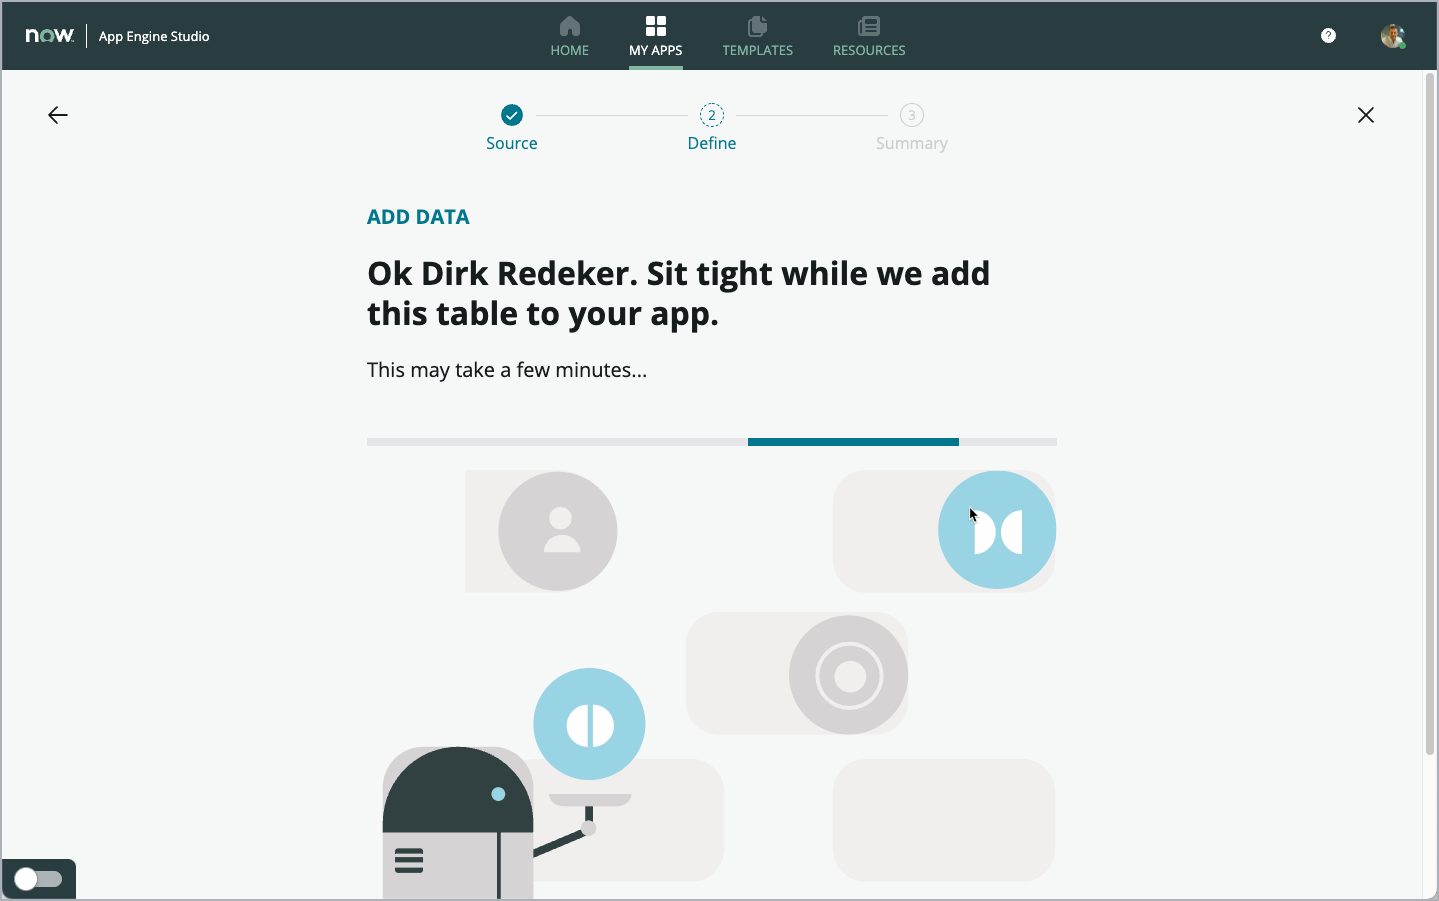 now.
App Engine Studio
HOME
MY APPS
TEMPLATES
RESOURCES
?
Source
2
Define
3
Summary
ADD DATA
Ok Dirk Redeker. Sit tight while we add
this table to your app.
This may take a few minutes...